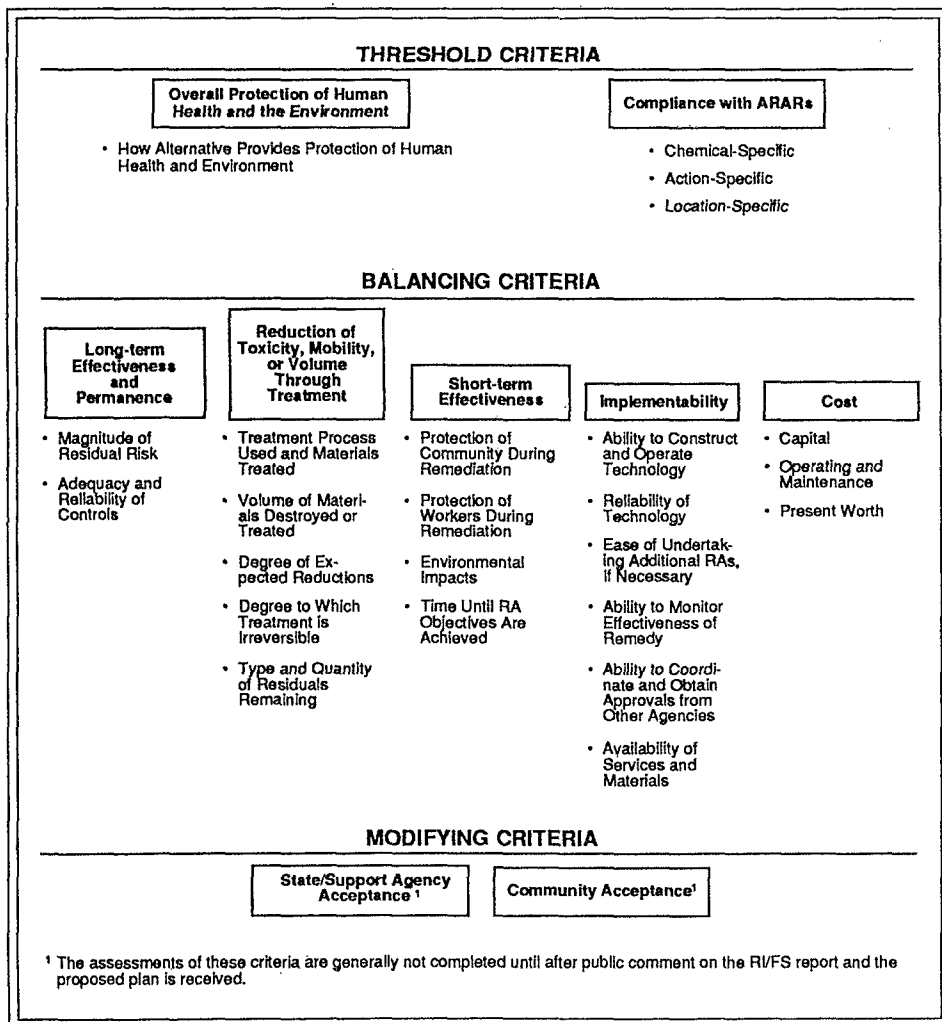 THRESHOLD CRITERIA
Overall Protection of Human
Health and the Environment
• How Alternative Provides Protection of Human
Health and Environment
Compliance with ARARs
• Chemical-Specific
• Action-Specific
• Location-Specific
BALANCING CRITERIA
Long-term
Effectiveness
and
Permanence
• Magnitude of
Residual Risk
• Adequacy and
Reliability of
Controls
Reduction of
Toxicity, Mobility,
or Volume
Through
Treatment
• Treatment Process
Used and Materials
Treated
• Volume of Materi-
als Destroyed or
Treated
• Degree of Ex-
pected Reductions
• Degree to Which
Treatment is
Irreversible
• Type and Quantity
of Residuals
Remaining
Short-term
Effectiveness
• Protection of
Community During
Remediation
• Protection of
Workers During
Remediation
• Environmental
Impacts
• Time Until RA
Objectives Are
Achieved
Implementability
• Ability to Construct
and Operate
Technology
• Reliability of
Technology
• Ease of Undertak-
ing Additional RAs,
if Necessary
• Ability to Monitor
Effectiveness of
Remedy
• Ability to Coordi-
nate and Obtain
Approvals from
Other Agencies
• Availability of
Services and
Materials
Cost
• Capital
• Operating and
Maintenance
• Present Worth
MODIFYING CRITERIA
State/Support Agency
Acceptance ¹
Community Acceptance¹
¹ The assessments of these criteria are generally not completed until after public comment on the RI/FS report and the
proposed plan is received.